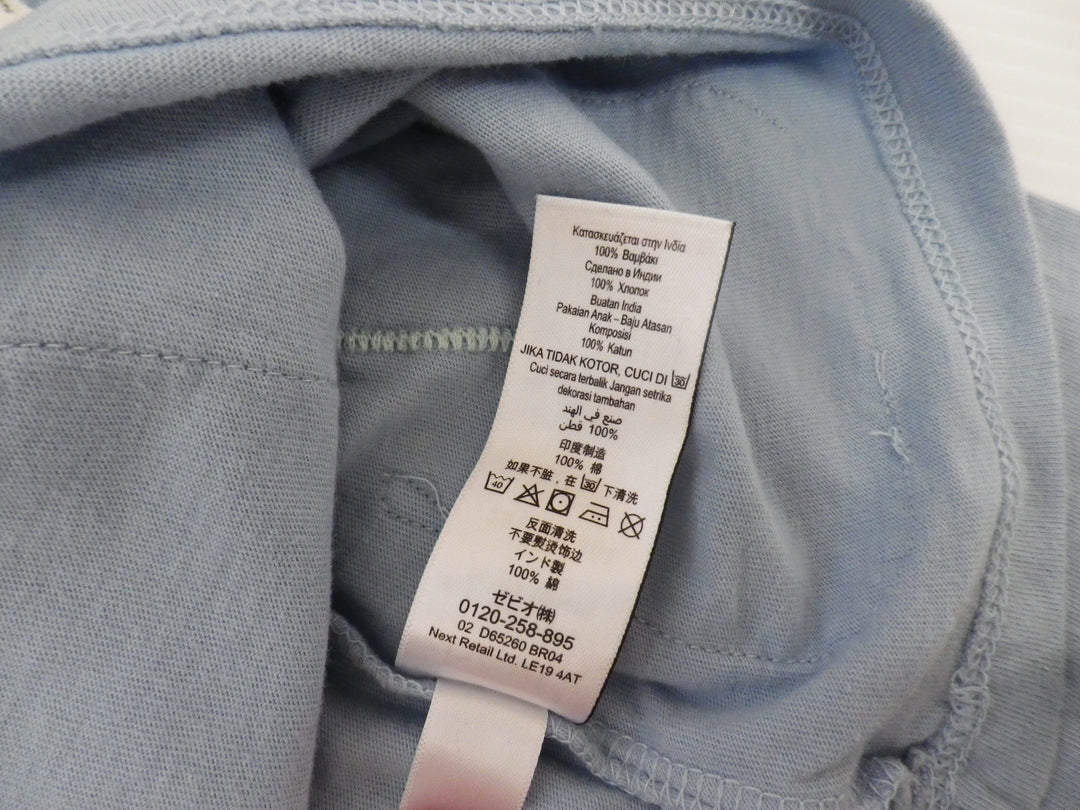 Κατασκευάζεται στην Ινδία
100% Βαμβάκι
Сделано в Индии
100% Хлопок
Buatan India
Pakaian Anak – Baju Atasan
Komposisi
100% Katun
JIKA TIDAK KOTOR, CUCI DI 30
Cuci secara terbalik Jangan setrika
dekorasi tambahan
صنع في الهند
100% قطن
印度制造
100% 棉
如果不脏，在 30 下清洗
40
反面清洗
不要熨烫饰边
インド製
100% 綿
ゼビオ(株)
0120-258-895
02 D65260 BR04
Next Retail Ltd. LE19 4AT